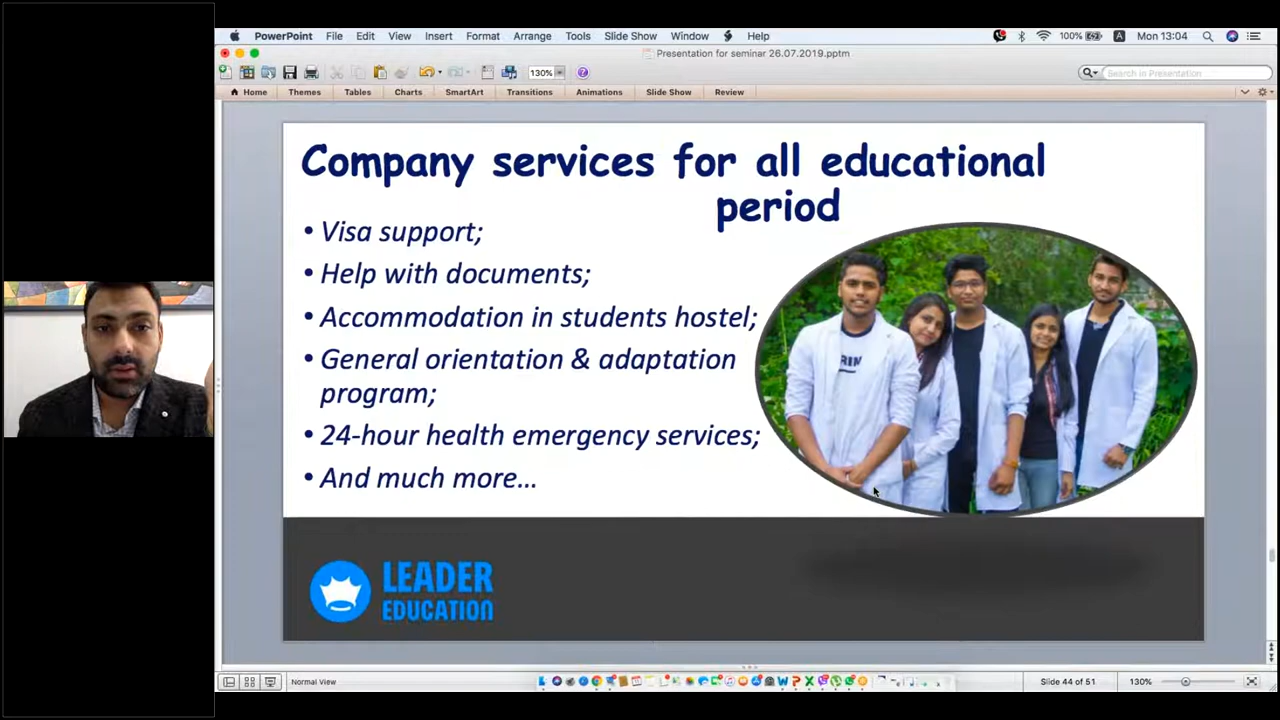 PowerPoint File Edit View Insert Format Arrange Tools Slide Show Window Help 100% A Mon 13:04
Presentation for seminar 26.07.2019.pptm
130% Search in Presentation
Home Themes Tables Charts SmartArt Transitions Animations Slide Show Review
Company services for all educational
period
• Visa support;
• Help with documents;
• Accommodation in students hostel;
• General orientation & adaptation
program;
• 24-hour health emergency services;
• And much more…
LEADER
EDUCATION
Normal View Slide 44 of 51 130%